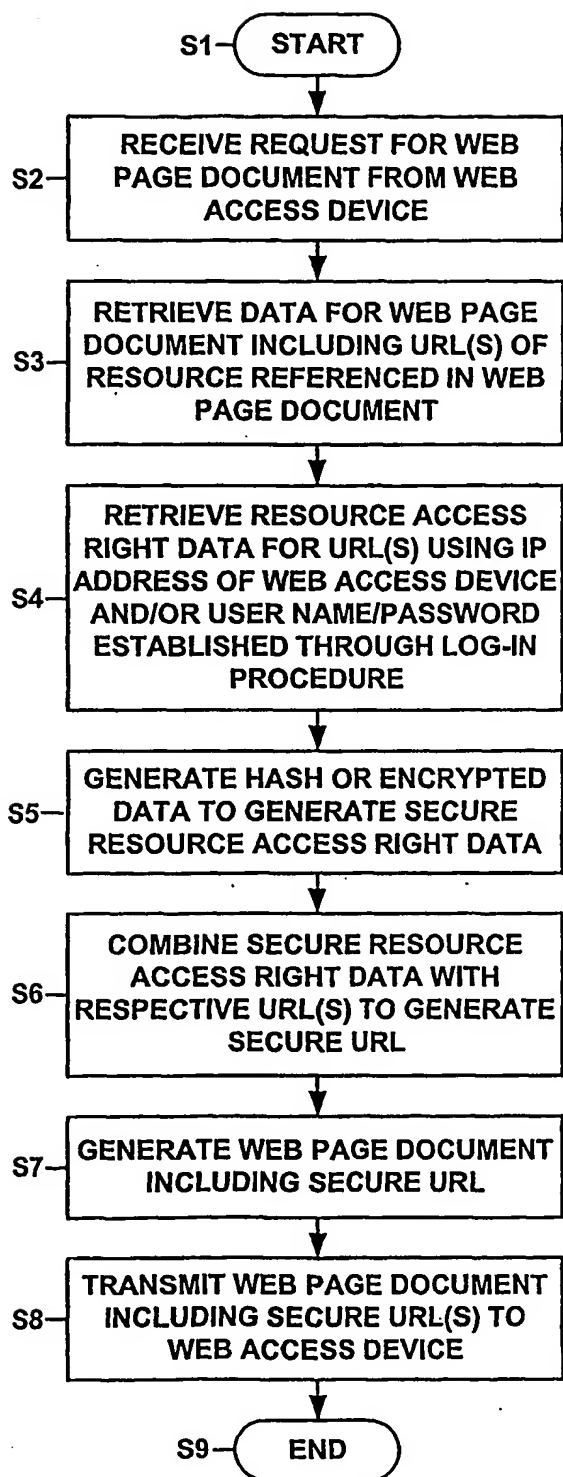 S1
START
S2
RECEIVE REQUEST FOR WEB
PAGE DOCUMENT FROM WEB
ACCESS DEVICE
S3
RETRIEVE DATA FOR WEB PAGE
DOCUMENT INCLUDING URL(S) OF
RESOURCE REFERENCED IN WEB
PAGE DOCUMENT
S4
RETRIEVE RESOURCE ACCESS
RIGHT DATA FOR URL(S) USING IP
ADDRESS OF WEB ACCESS DEVICE
AND/OR USER NAME/PASSWORD
ESTABLISHED THROUGH LOG-IN
PROCEDURE
S5
GENERATE HASH OR ENCRYPTED
DATA TO GENERATE SECURE
RESOURCE ACCESS RIGHT DATA
S6
COMBINE SECURE RESOURCE
ACCESS RIGHT DATA WITH
RESPECTIVE URL(S) TO GENERATE
SECURE URL
S7
GENERATE WEB PAGE DOCUMENT
INCLUDING SECURE URL
S8
TRANSMIT WEB PAGE DOCUMENT
INCLUDING SECURE URL(S) TO
WEB ACCESS DEVICE
S9
END